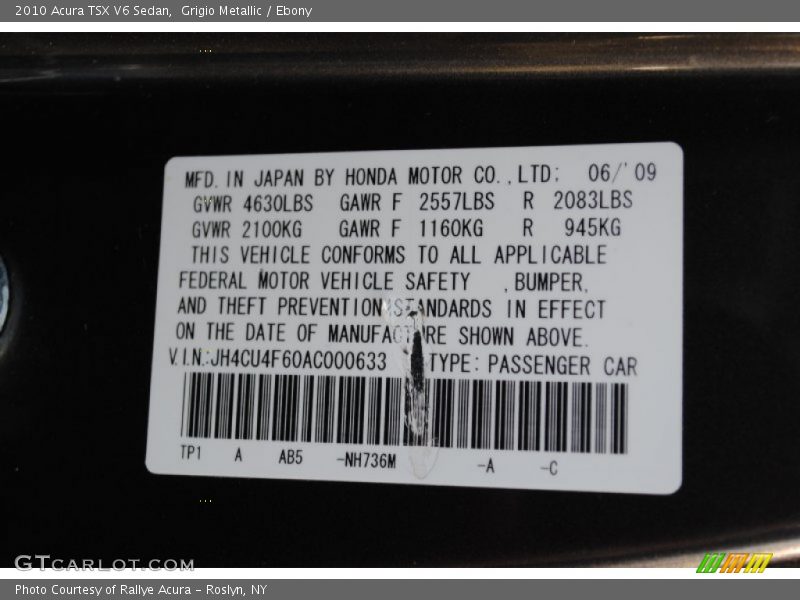 2010 Acura TSX V6 Sedan,  Grigio Metallic / Ebony
MFD. IN JAPAN BY HONDA MOTOR CO., LTD: 06/'09
GVWR 4630LBS GAWR F 2557LBS R 2083LBS
GVWR 2100KG GAWR F 1160KG R 945KG
THIS VEHICLE CONFORMS TO ALL APPLICABLE
FEDERAL MOTOR VEHICLE SAFETY , BUMPER,
AND THEFT PREVENTION STANDARDS IN EFFECT
ON THE DATE OF MANUFACTURE SHOWN ABOVE.
V.I.N.:JH4CU4F60AC000633 TYPE: PASSENGER CAR
TP1 A AB5 -NH736M -A -C
GTCARLOT.COM
Photo Courtesy of Rallye Acura - Roslyn, NY